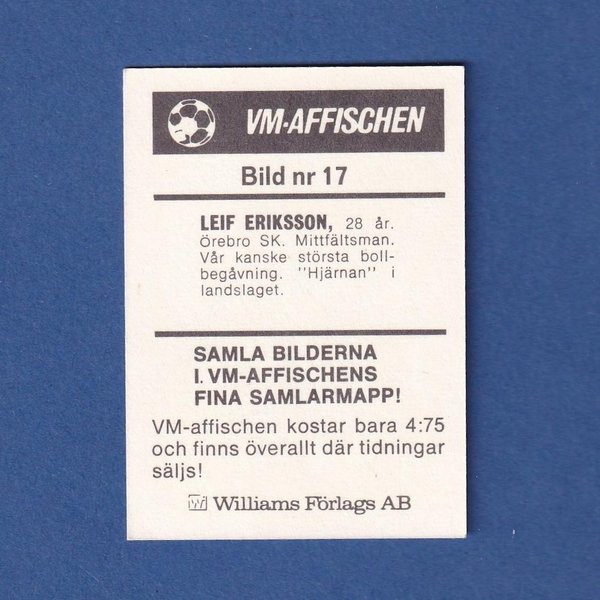 VM-AFFISCHEN
Bild nr 17
LEIF ERIKSSON, 28 år.
Örebro SK. Mittfältsman.
Vår kanske största boll-
begåvning. "Hjärnan" i
landslaget.
SAMLA BILDERNA
I. VM-AFFISCHENS
FINA SAMLARMAPP!
VM-affischen kostar bara 4:75
och finns överallt där tidningar
säljs!
Wi Williams Förlags AB